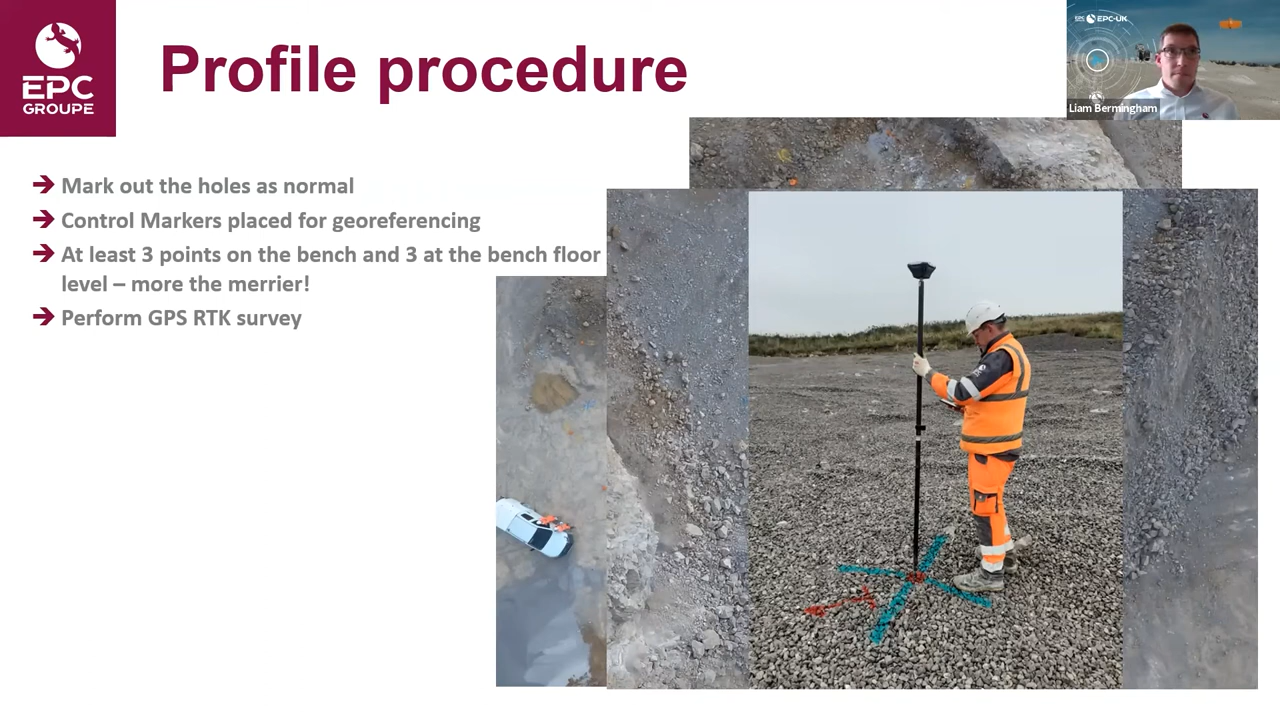 EPC
GROUPE
Profile procedure
EPC-UK
Liam Bermingham
Mark out the holes as normal
Control Markers placed for georeferencing
At least 3 points on the bench and 3 at the bench floor
level – more the merrier!
Perform GPS RTK survey